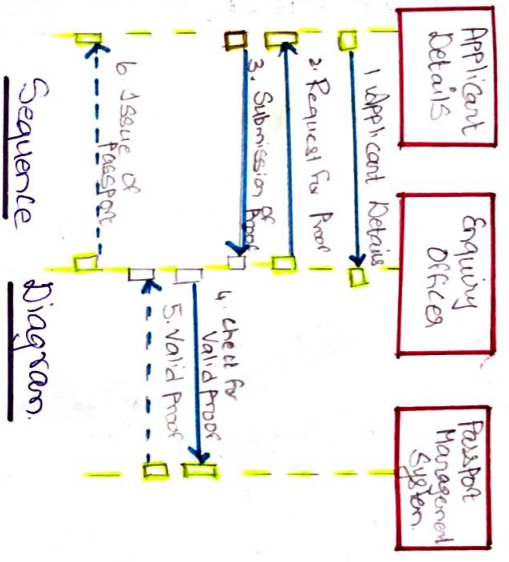 Applicant
Details
Enquiry
Officer
Passport
Management
System.
1. Applicant Details
2. Request for Proof
3. Submission of
Proof
4. check for
Valid proof
5. Valid proof
6. Issue of
Passport
Sequence Diagram.